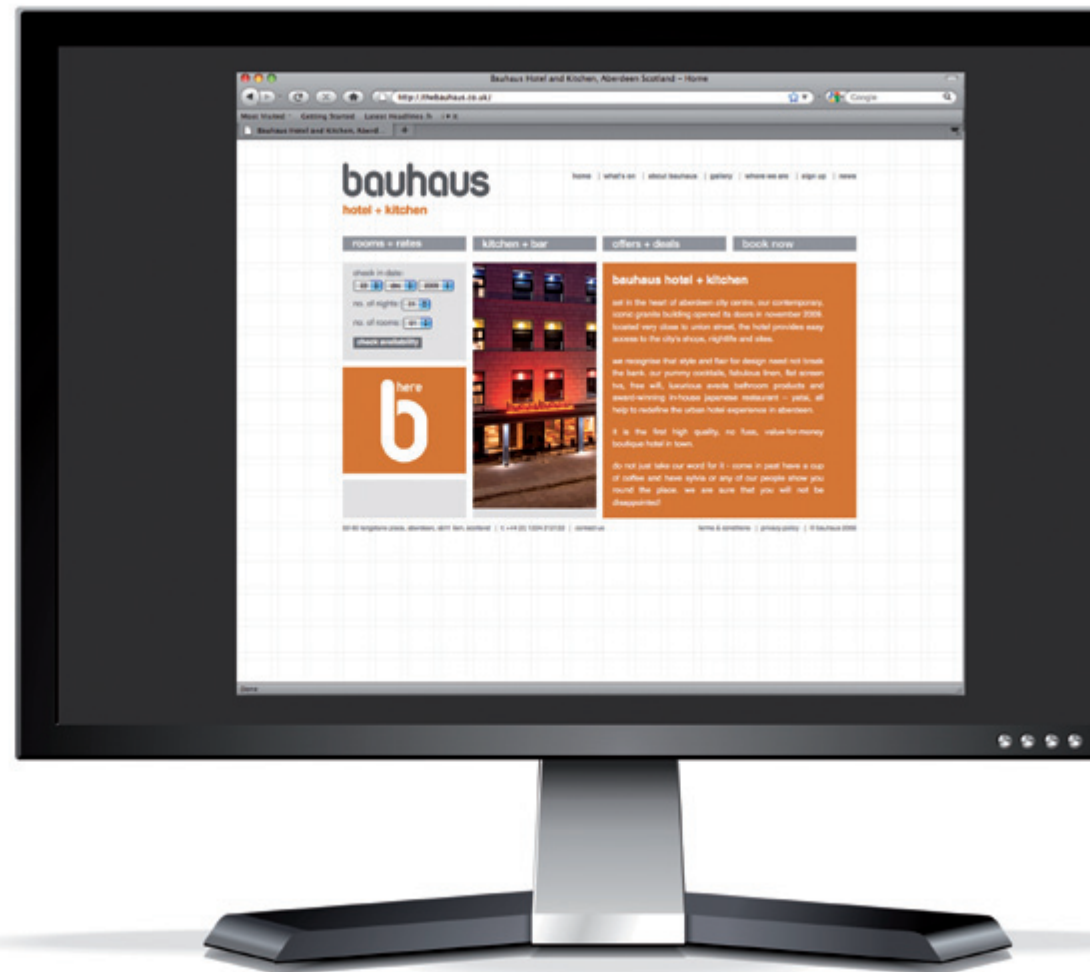 Bauhaus Hotel and Kitchen, Aberdeen Scotland – Home
http://thebauhaus.co.uk/
Google
Most Visited Getting Started Latest Headlines
Bauhaus Hotel and Kitchen, Aberd...
bauhaus
hotel + kitchen
home | what's on | about bauhaus | gallery | where we are | sign up | news
rooms + rates
kitchen + bar
offers + deals
book now
check in date:
dec 2009
no. of nights:
no. of rooms: 01
check availability
here
b
bauhaus hotel + kitchen
set in the heart of aberdeen city centre, our contemporary,
iconic granite building opened its doors in november 2009.
located very close to union street, the hotel provides easy
access to the city's shops, nightlife and sites.
we recognise that style and flair for design need not break
the bank. our yummy cocktails, fabulous linen, flat screen
tvs, free wifi, luxurious aveda bathroom products and
award-winning in-house japanese restaurant – yatai, all
help to redefine the urban hotel experience in aberdeen.
it is the first high quality, no fuss, value-for-money
boutique hotel in town.
do not just take our word for it - come in past have a cup
of coffee and have sylvia or any of our people show you
round the place. we are sure that you will not be
disappointed!
langstane place, aberdeen, scotland | contact us
terms & conditions | privacy policy | © bauhaus 2009
Done